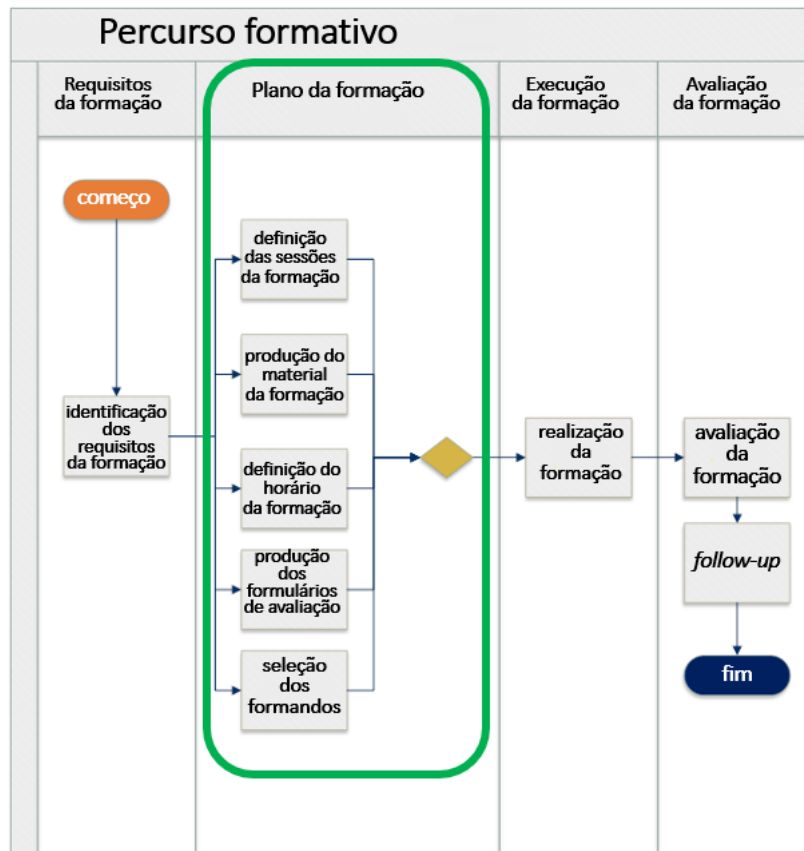 Percurso formativo
Requisitos
da formação
Plano da formação
Execução
da formação
Avaliação
da formação
começo
identificação
dos
requisitos
da formação
definição
das sessões
da formação
produção do
material
da formação
definição do
horário
da formação
produção
dos
formulários
de avaliação
seleção
dos
formandos
realização
da
formação
avaliação
da
formação
follow-up
fim